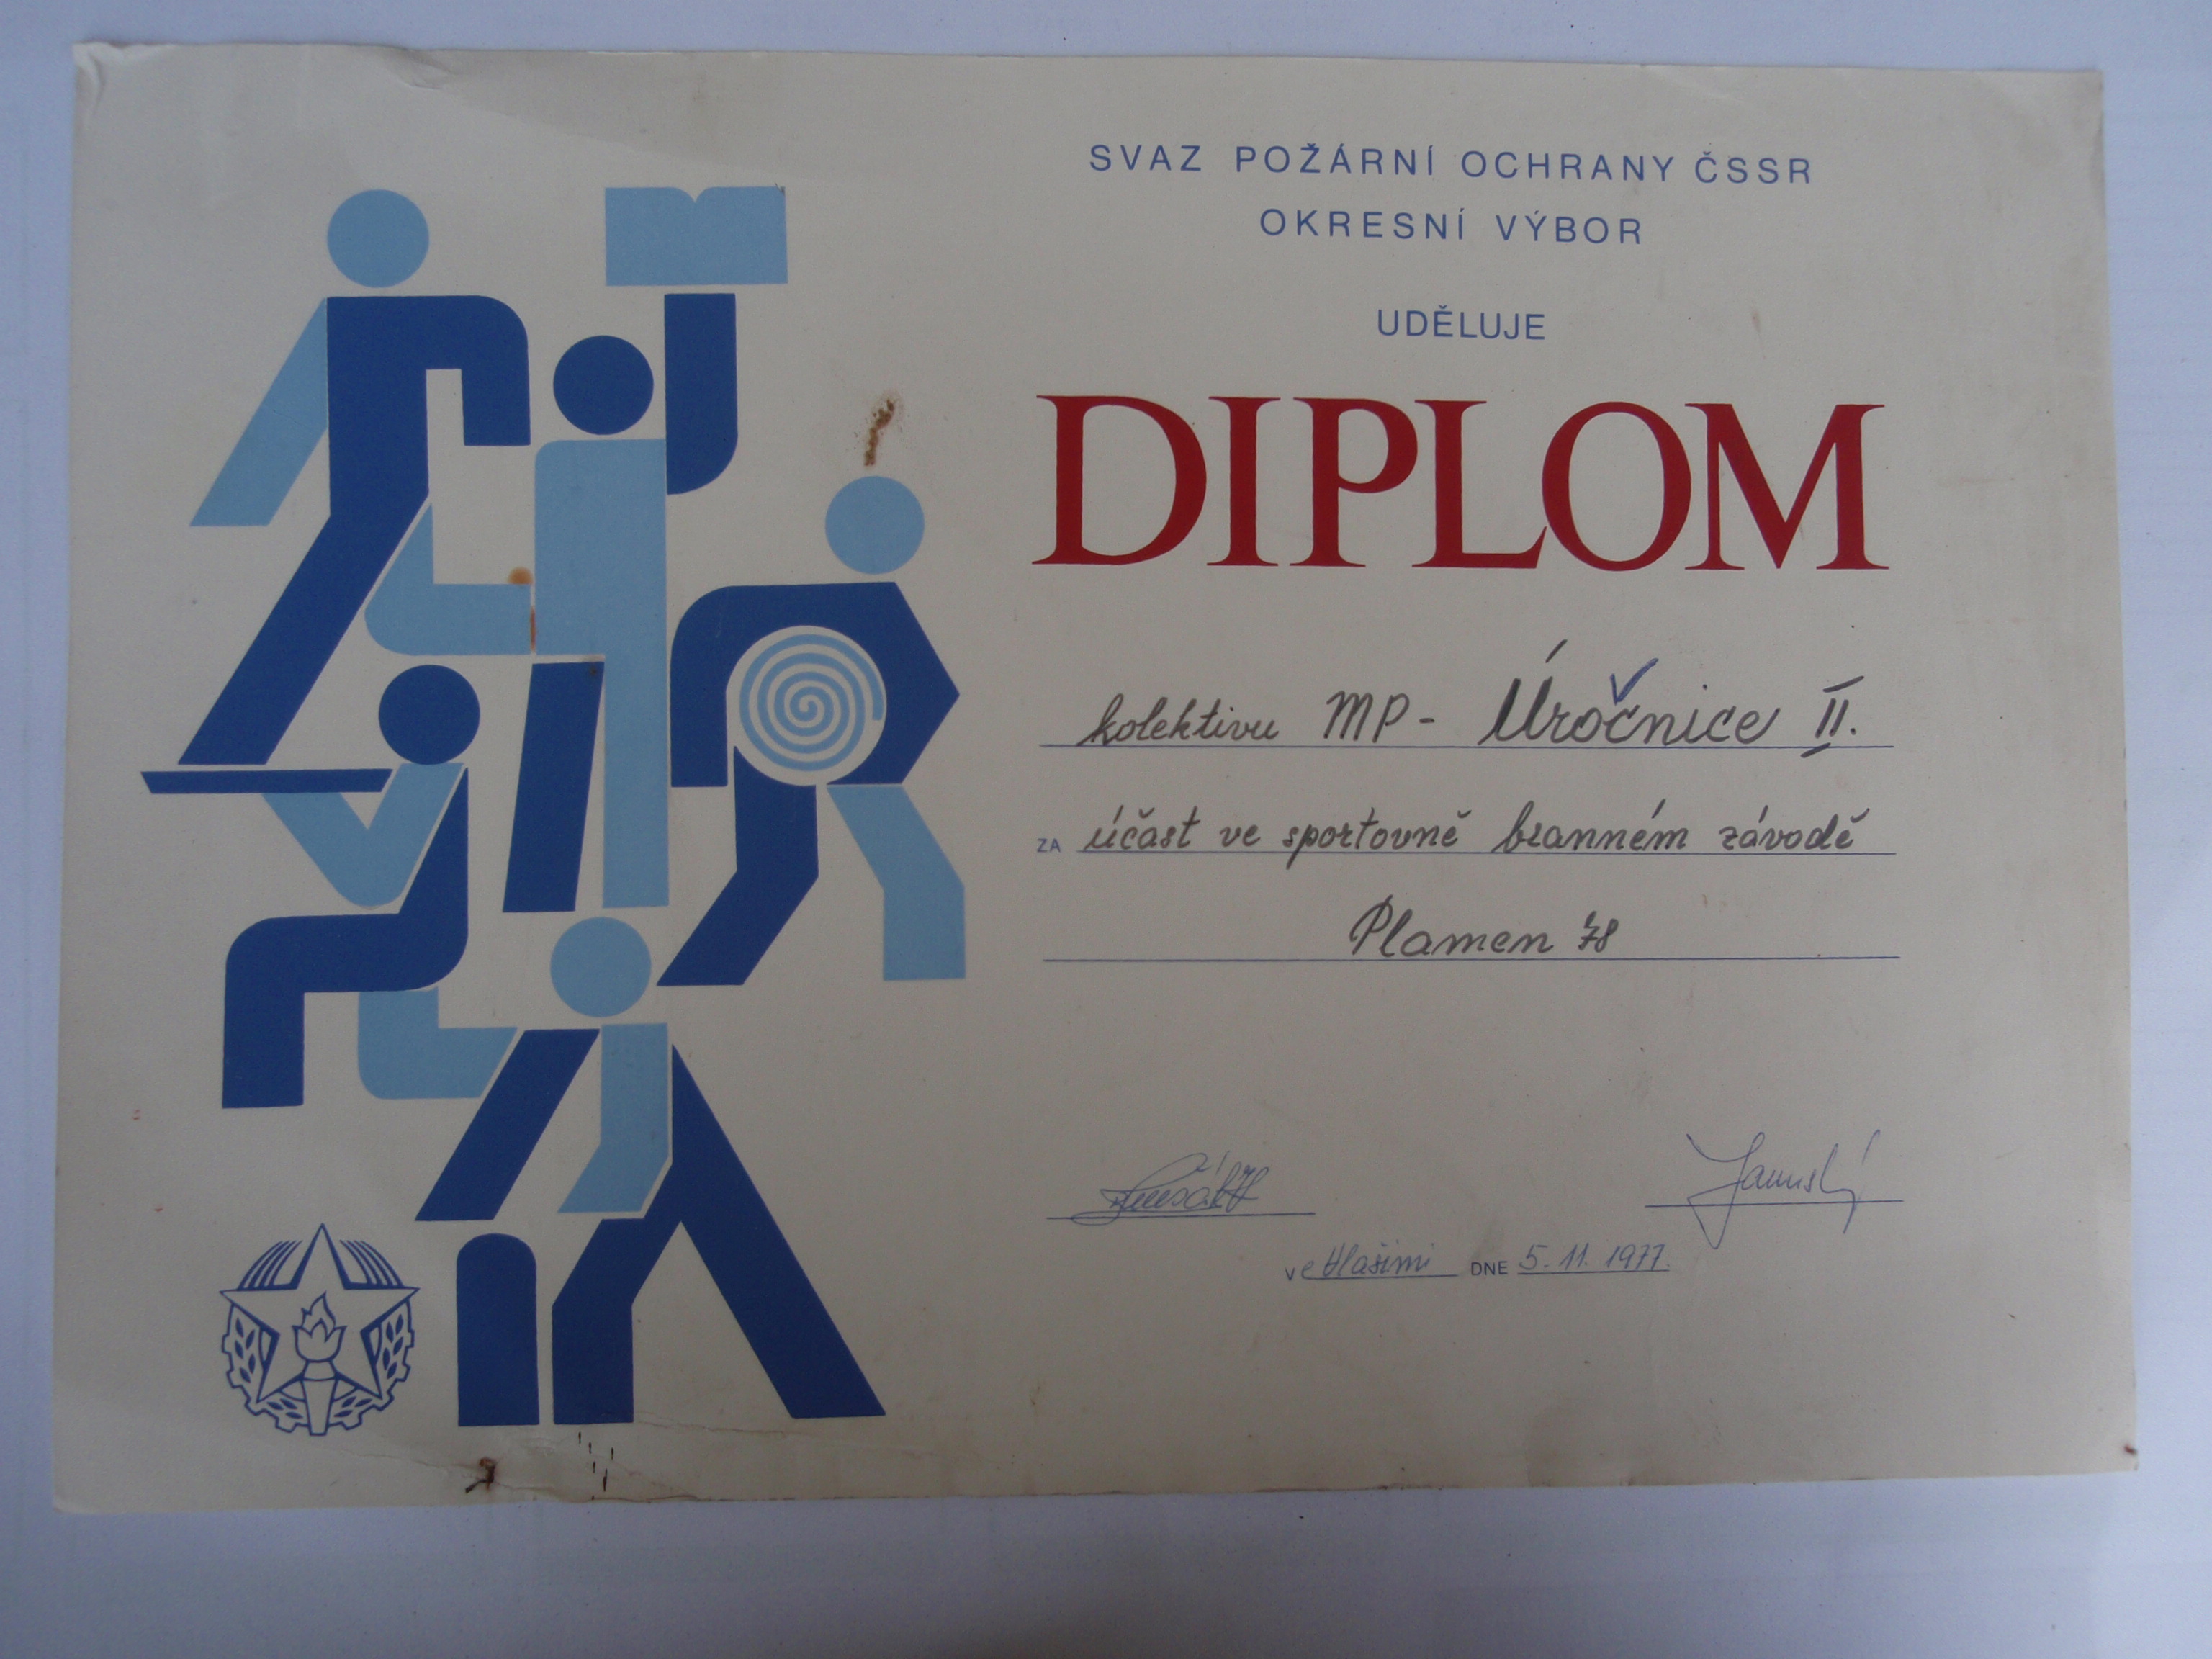 SVAZ POŽÁRNÍ OCHRANY ČSSR
OKRESNÍ VÝBOR
UDĚLUJE
DIPLOM
kolektivu MP- Úročnice II.
ZA účast ve sportovně branném závodě
Plamen 78
ve Vlašimi DNE 5. 11. 1977.